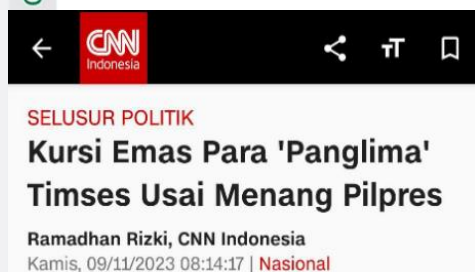 CNN
Indonesia
SELUSUR POLITIK
Kursi Emas Para 'Panglima'
Timses Usai Menang Pilpres
Ramadhan Rizki, CNN Indonesia
Kamis, 09/11/2023 08:14:17 | Nasional